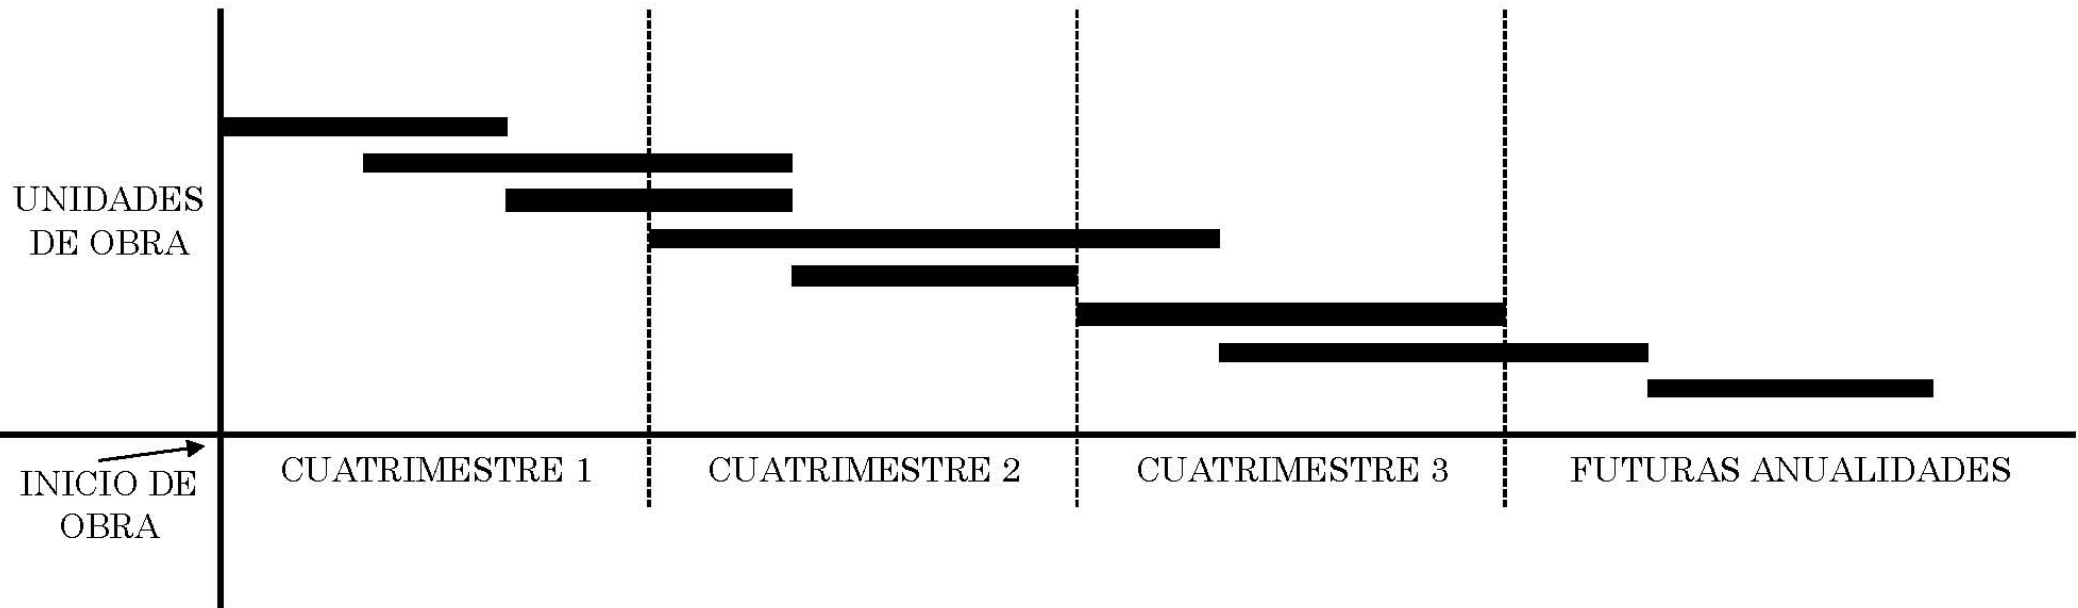 UNIDADES
DE OBRA
INICIO DE
OBRA
CUATRIMESTRE 1
CUATRIMESTRE 2
CUATRIMESTRE 3
FUTURAS ANUALIDADES